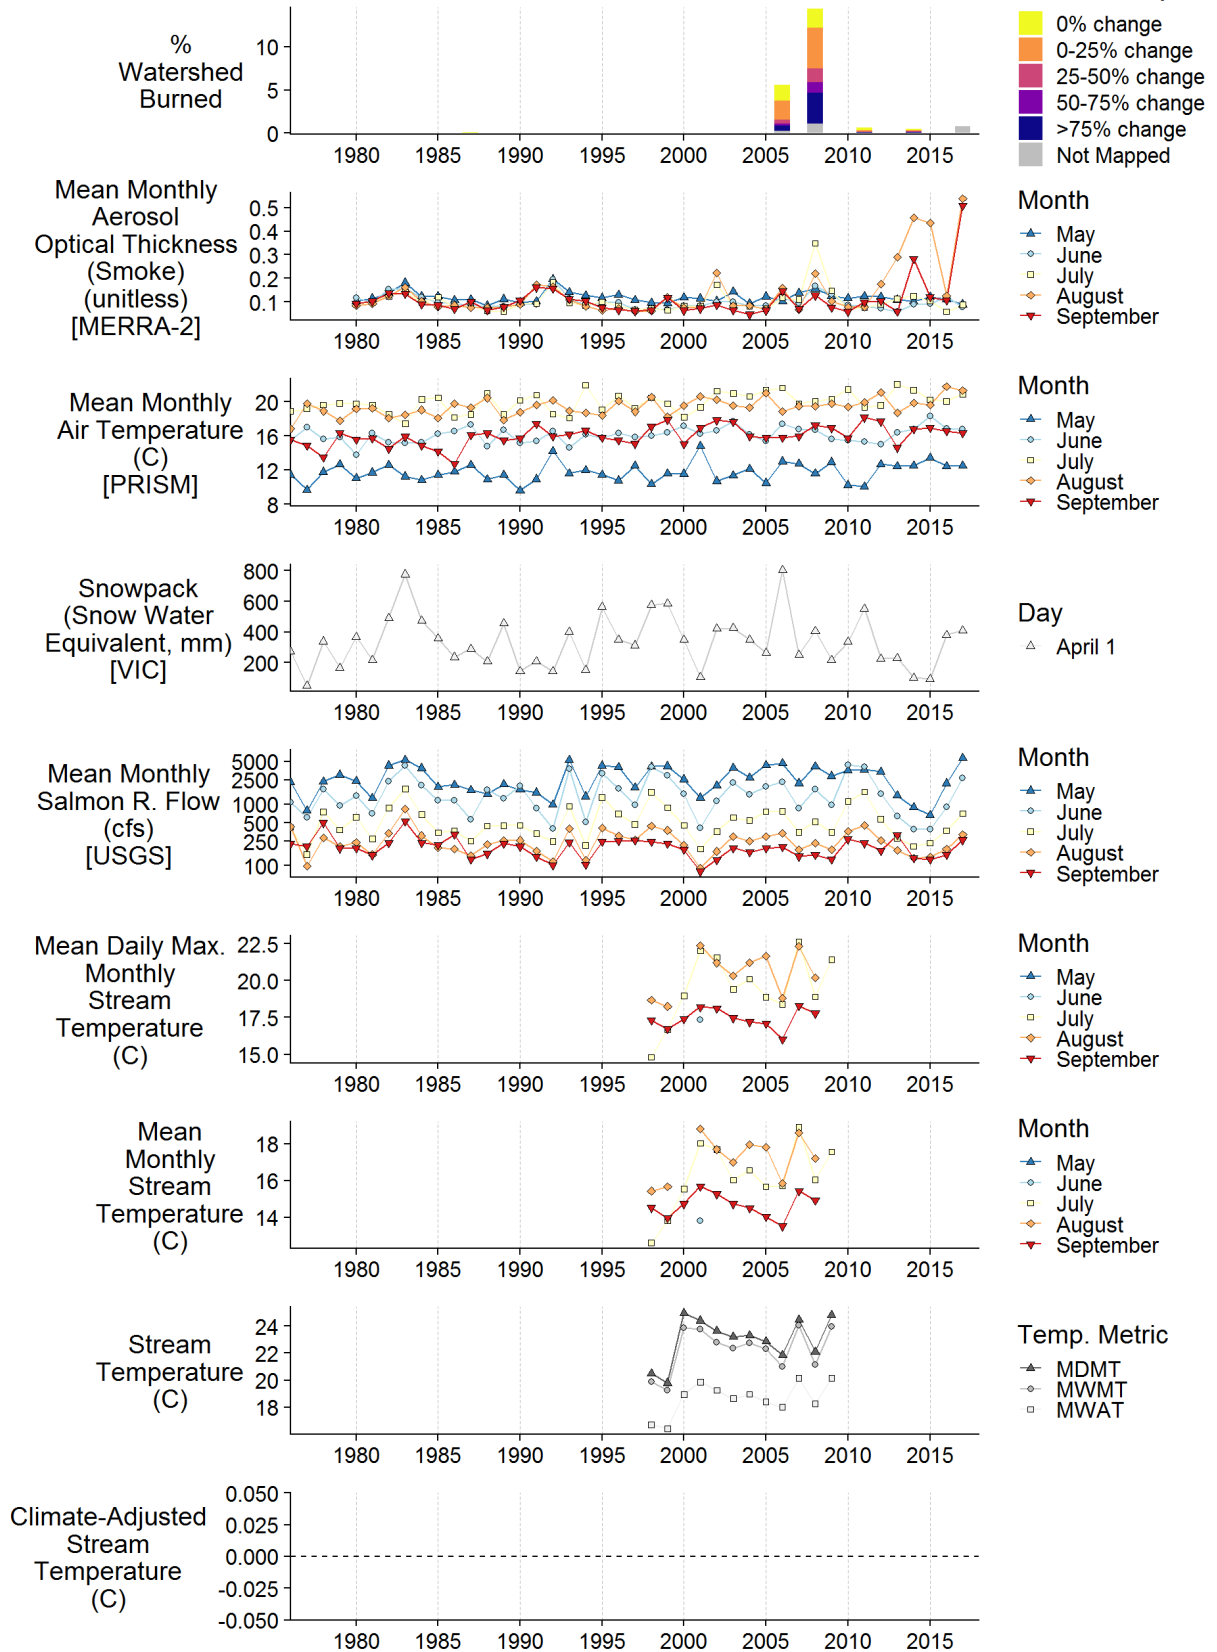 0% change
0-25% change
25-50% change
50-75% change
>75% change
Not Mapped
%
Watershed
Burned
10
5
0
1980 1985 1990 1995 2000 2005 2010 2015
Mean Monthly
Aerosol
Optical Thickness
(Smoke)
(unitless)
[MERRA-2]
0.5
0.4
0.3
0.2
0.1
1980 1985 1990 1995 2000 2005 2010 2015
Month
May
June
July
August
September
Mean Monthly
Air Temperature
(C)
[PRISM]
20
16
12
8
1980 1985 1990 1995 2000 2005 2010 2015
Month
May
June
July
August
September
Snowpack
(Snow Water
Equivalent, mm)
[VIC]
800
600
400
200
1980 1985 1990 1995 2000 2005 2010 2015
Day
April 1
Mean Monthly
Salmon R. Flow
(cfs)
[USGS]
5000
2500
1000
500
250
100
1980 1985 1990 1995 2000 2005 2010 2015
Month
May
June
July
August
September
Mean Daily Max.
Monthly
Stream
Temperature
(C)
22.5
20.0
17.5
15.0
1980 1985 1990 1995 2000 2005 2010 2015
Month
May
June
July
August
September
Mean
Monthly
Stream
Temperature
(C)
18
16
14
1980 1985 1990 1995 2000 2005 2010 2015
Month
May
June
July
August
September
Stream
Temperature
(C)
24
22
20
18
1980 1985 1990 1995 2000 2005 2010 2015
Temp. Metric
MDMT
MWMT
MWAT
Climate-Adjusted
Stream
Temperature
(C)
0.050
0.025
0.000
-0.025
-0.050
1980 1985 1990 1995 2000 2005 2010 2015